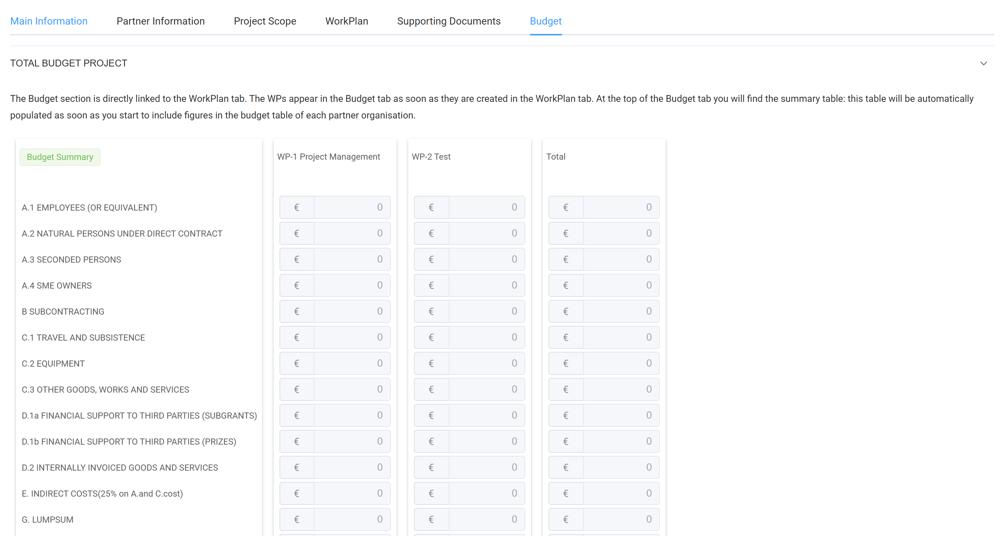 Main Information Partner Information Project Scope WorkPlan Supporting Documents Budget
TOTAL BUDGET PROJECT
The Budget section is directly linked to the WorkPlan tab. The WPs appear in the Budget tab as soon as they are created in the WorkPlan tab. At the top of the Budget tab you will find the summary table: this table will be automatically
populated as soon as you start to include figures in the budget table of each partner organisation.
Budget Summary WP-1 Project Management WP-2 Test Total
A.1 EMPLOYEES (OR EQUIVALENT) € 0 € 0 € 0
A.2 NATURAL PERSONS UNDER DIRECT CONTRACT € 0 € 0 € 0
A.3 SECONDED PERSONS € 0 € 0 € 0
A.4 SME OWNERS € 0 € 0 € 0
B SUBCONTRACTING € 0 € 0 € 0
C.1 TRAVEL AND SUBSISTENCE € 0 € 0 € 0
C.2 EQUIPMENT € 0 € 0 € 0
C.3 OTHER GOODS, WORKS AND SERVICES € 0 € 0 € 0
D.1a FINANCIAL SUPPORT TO THIRD PARTIES (SUBGRANTS) € 0 € 0 € 0
D.1b FINANCIAL SUPPORT TO THIRD PARTIES (PRIZES) € 0 € 0 € 0
D.2 INTERNALLY INVOICED GOODS AND SERVICES € 0 € 0 € 0
E. INDIRECT COSTS(25% on A.and C.cost) € 0 € 0 € 0
G. LUMPSUM € 0 € 0 € 0